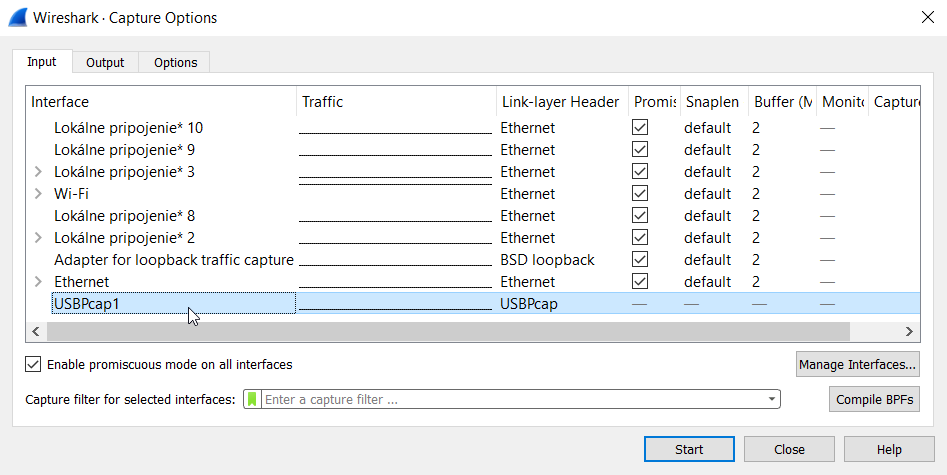 Wireshark · Capture Options
Input Output Options
Interface Traffic Link-layer Header Promis Snaplen Buffer (M Monito Capture
Lokálne pripojenie* 10 Ethernet default 2 —
Lokálne pripojenie* 9 Ethernet default 2 —
Lokálne pripojenie* 3 Ethernet default 2 —
Wi-Fi Ethernet default 2 —
Lokálne pripojenie* 8 Ethernet default 2 —
Lokálne pripojenie* 2 Ethernet default 2 —
Adapter for loopback traffic capture BSD loopback default 2 —
Ethernet Ethernet default 2 —
USBPcap1 USBPcap — — — —
Enable promiscuous mode on all interfaces Manage Interfaces...
Capture filter for selected interfaces: Enter a capture filter ... Compile BPFs
Start Close Help